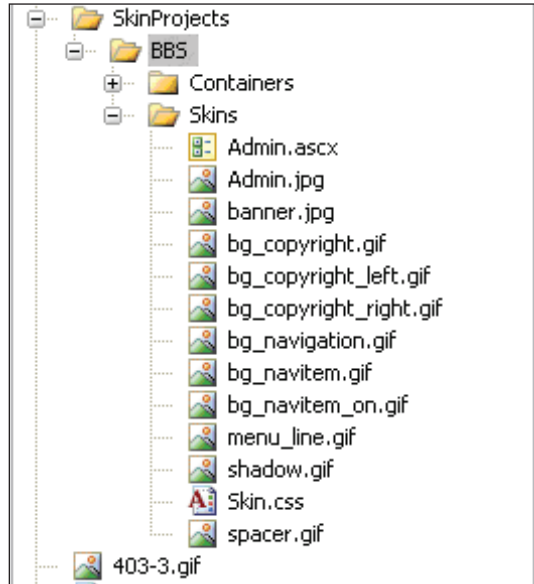 SkinProjects
BBS
Containers
Skins
Admin.ascx
Admin.jpg
banner.jpg
bg_copyright.gif
bg_copyright_left.gif
bg_copyright_right.gif
bg_navigation.gif
bg_navitem.gif
bg_navitem_on.gif
menu_line.gif
shadow.gif
Skin.css
spacer.gif
403-3.gif